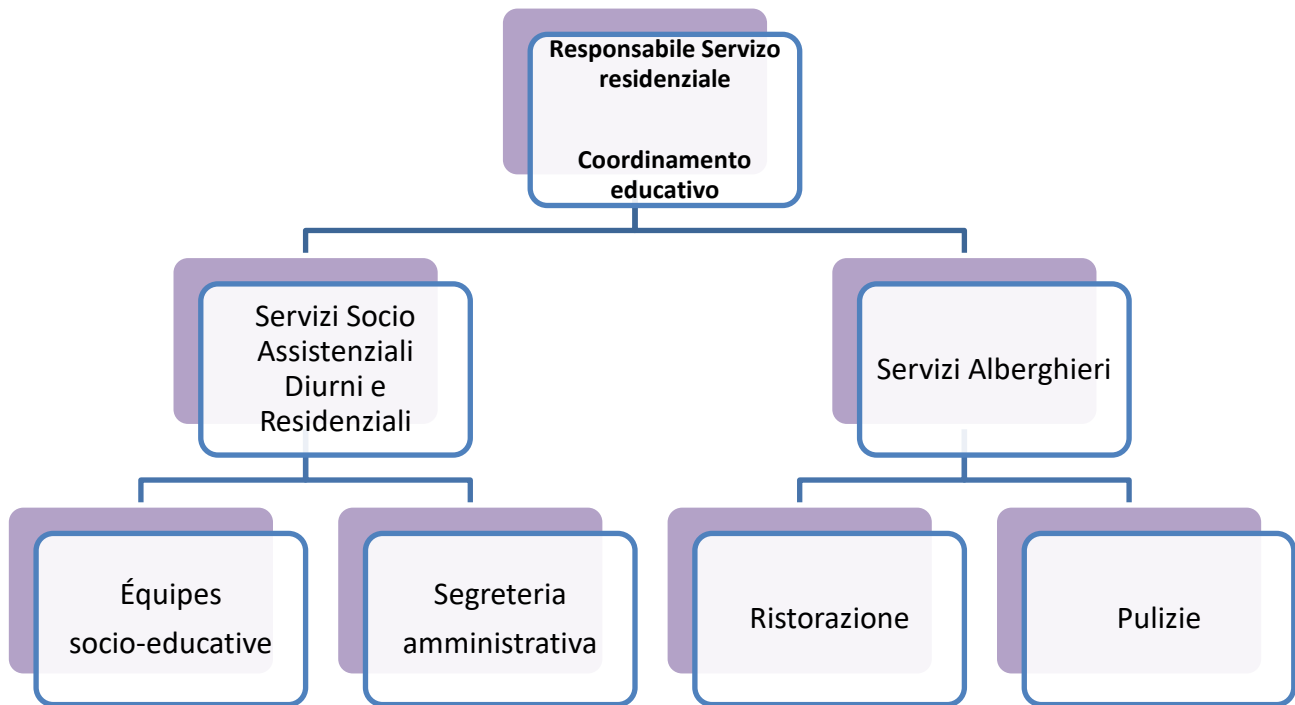 Responsabile Servizo
residenziale
Coordinamento
educativo
Servizi Socio
Assistenziali
Diurni e
Residenziali
Servizi Alberghieri
Équipes
socio-educative
Segreteria
amministrativa
Ristorazione
Pulizie